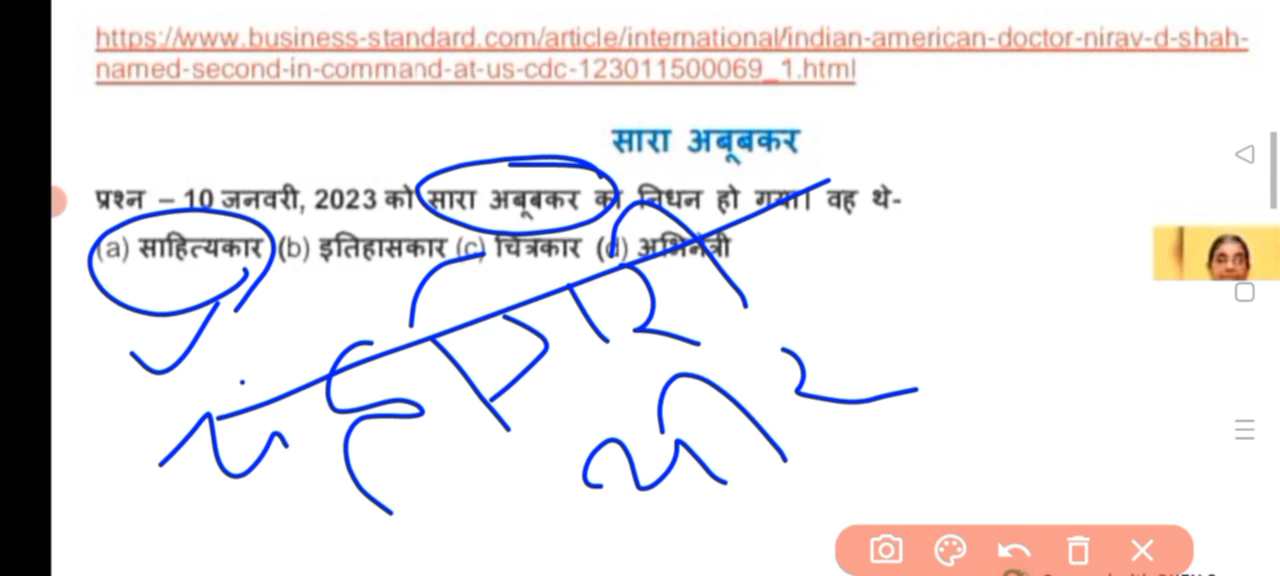 https://www.business-standard.com/article/international/indian-american-doctor-nirav-d-shah-
named-second-in-command-at-us-cdc-123011500069_1.html
सारा अबूबकर
प्रश्न – 10 जनवरी, 2023 को सारा अबूबकर का निधन हो गया। वह थे-
(a) साहित्यकार (b) इतिहासकार (c) चित्रकार (d) अभिनेत्री